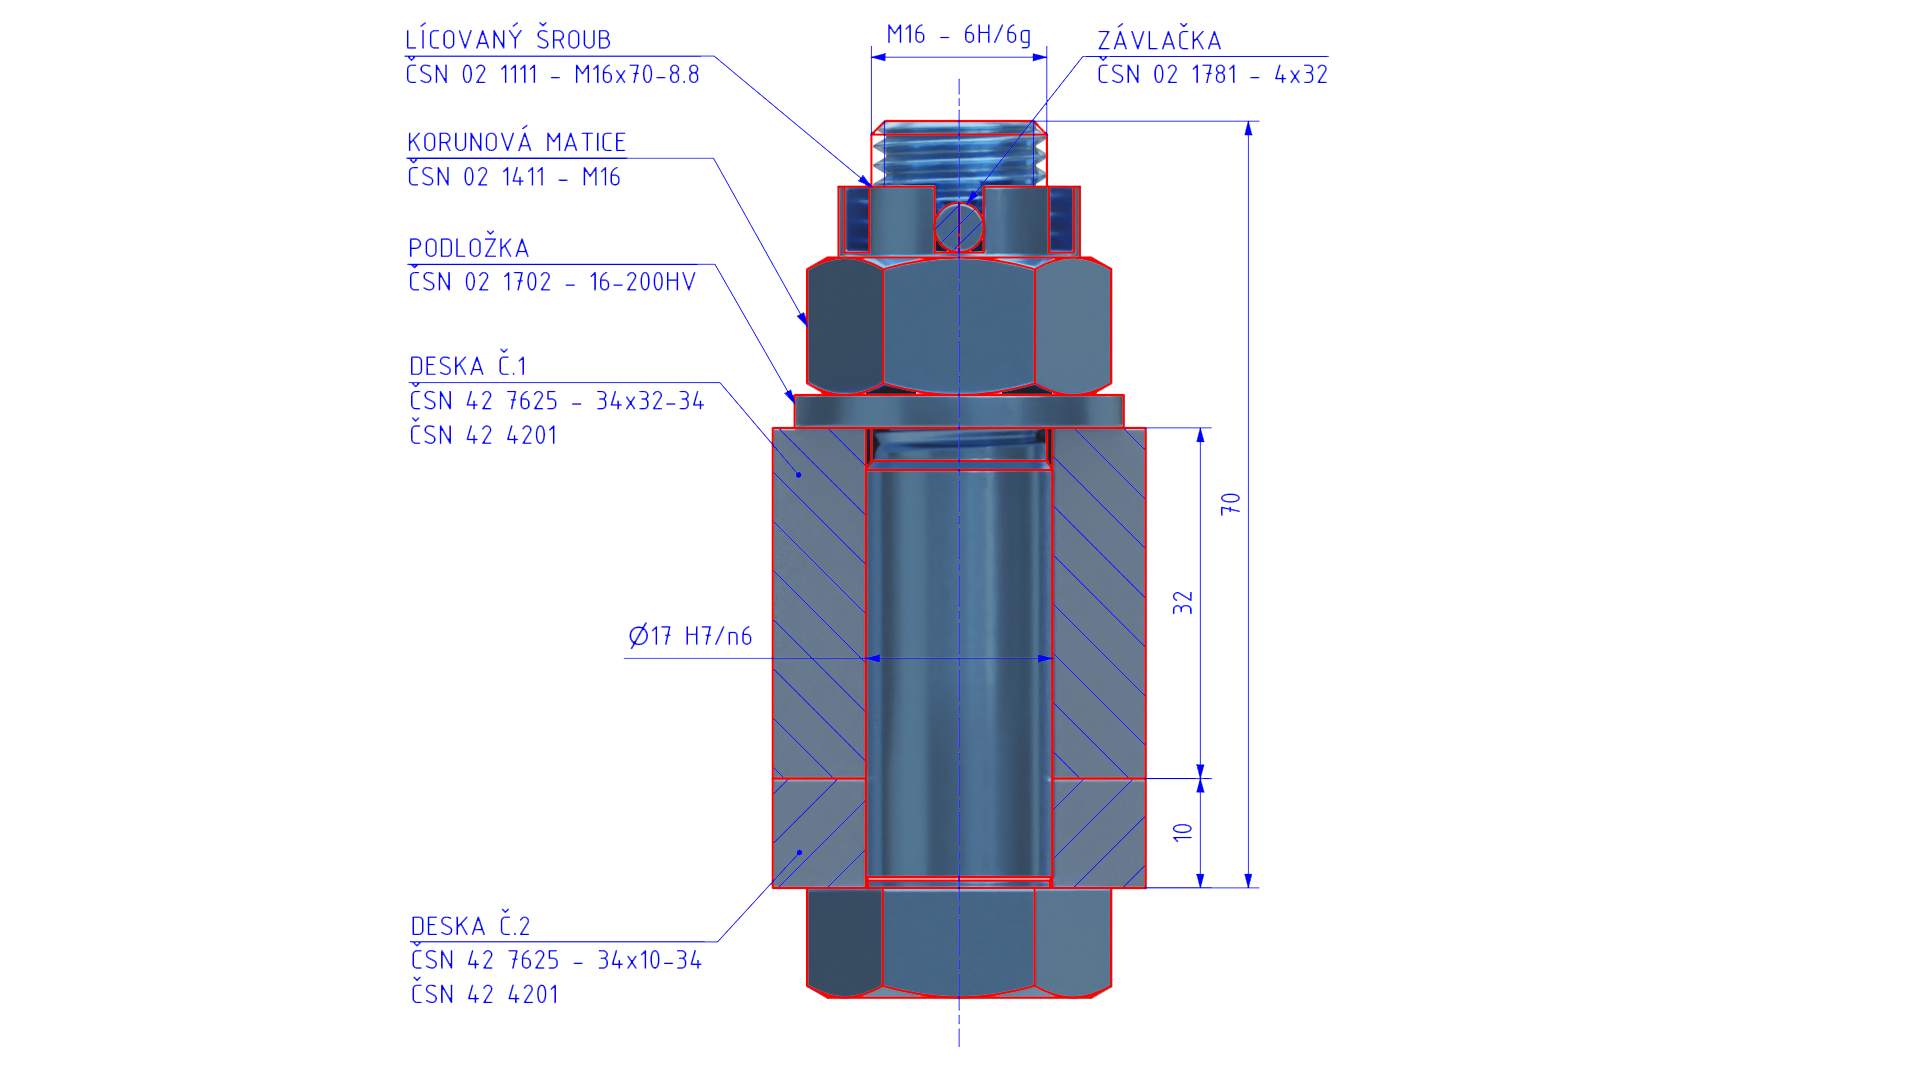 LÍCOVANÝ ŠROUB
ČSN 02 1111 - M16x70-8.8
M16 - 6H/6g
ZÁVLAČKA
ČSN 02 1781 - 4x32
KORUNOVÁ MATICE
ČSN 02 1411 - M16
PODLOŽKA
ČSN 02 1702 - 16-200HV
DESKA Č.1
ČSN 42 7625 - 34x32-34
ČSN 42 4201
70
32
Ø17 H7/n6
10
DESKA Č.2
ČSN 42 7625 - 34x10-34
ČSN 42 4201